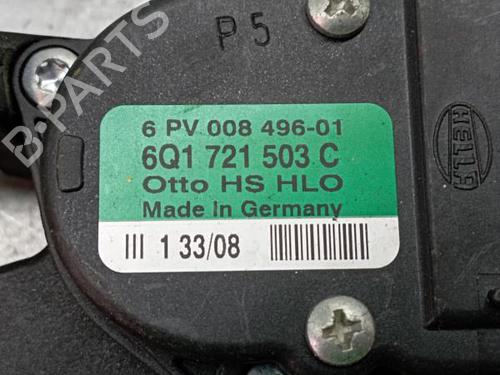 P 5
B-PARTS
6 PV 008 496-01
6Q1 721 503 C
Otto HS HLO
Made in Germany
III 1 33/08
HELLA